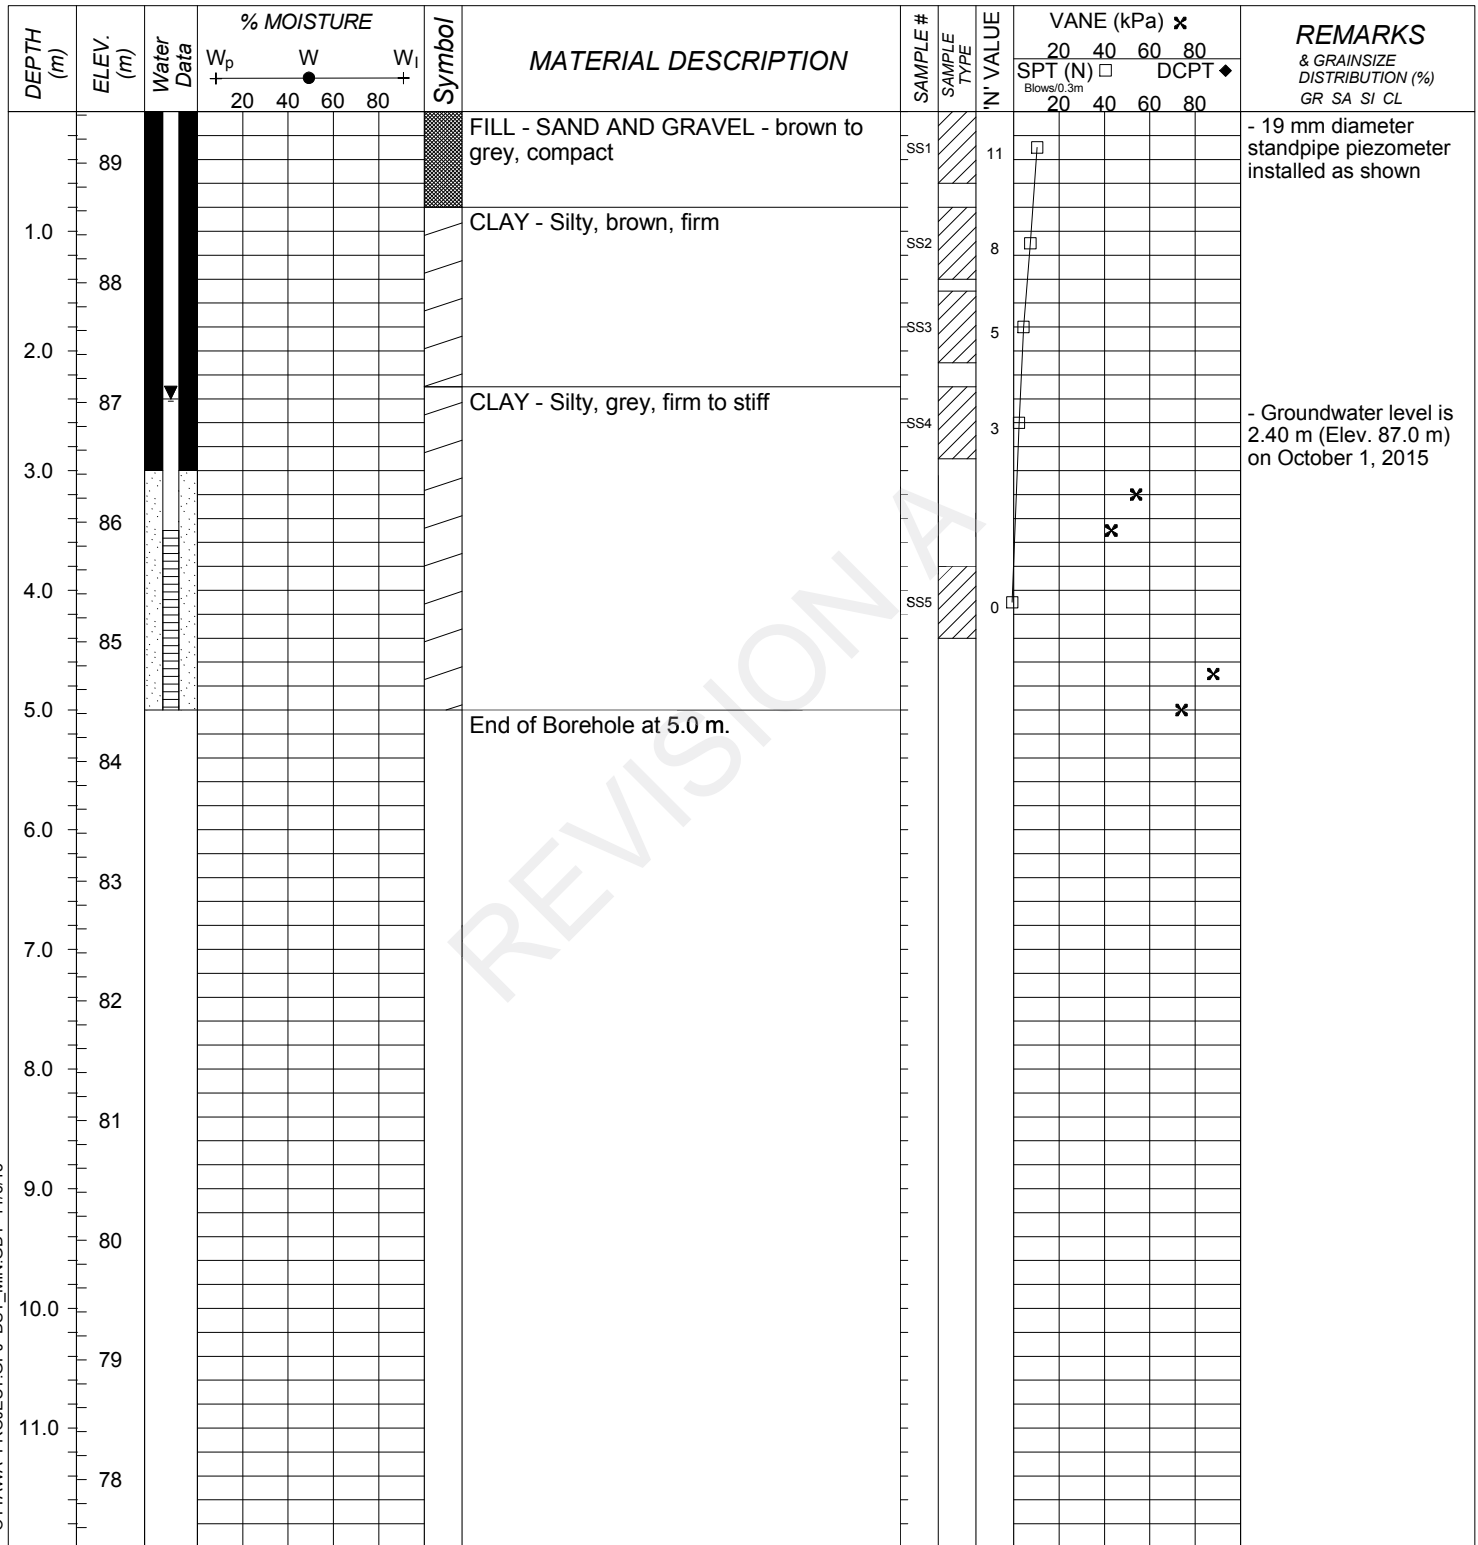 DEPTH (m)
ELEV. (m)
Water Data
% MOISTURE
Wp W Wl
20 40 60 80
Symbol
MATERIAL DESCRIPTION
SAMPLE #
SAMPLE TYPE
'N' VALUE
VANE (kPa)
20 40 60 80
SPT (N) DCPT
Blows/0.3m
20 40 60 80
REMARKS
& GRAINSIZE
DISTRIBUTION (%)
GR SA SI CL
FILL - SAND AND GRAVEL - brown to
grey, compact
SS1
11
- 19 mm diameter
standpipe piezometer
installed as shown
89
CLAY - Silty, brown, firm
1.0
SS2
8
88
SS3
5
2.0
87
CLAY - Silty, grey, firm to stiff
SS4
3
- Groundwater level is
2.40 m (Elev. 87.0 m)
on October 1, 2015
3.0
86
4.0
SS5
0
85
5.0
End of Borehole at 5.0 m.
84
6.0
83
7.0
82
8.0
81
9.0
80
10.0
79
11.0
78
REVISION A